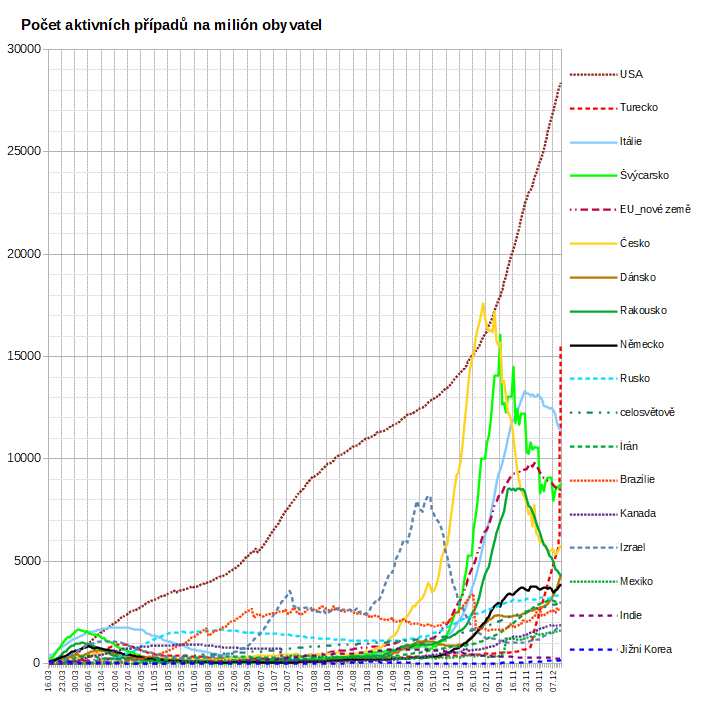 Počet aktivních případů na milión obyvatel
30000
25000
20000
15000
10000
5000
0
16.03
23.03
30.03
06.04
13.04
20.04
27.04
04.05
11.05
18.05
25.05
01.06
08.06
15.06
22.06
29.06
06.07
13.07
20.07
27.07
03.08
10.08
17.08
24.08
31.08
07.09
14.09
21.09
28.09
05.10
12.10
19.10
26.10
02.11
09.11
16.11
23.11
30.11
07.12
USA
Turecko
Itálie
Švýcarsko
EU_nové země
Česko
Dánsko
Rakousko
Německo
Rusko
celosvětově
Írán
Brazílie
Kanada
Izrael
Mexiko
Indie
Jižní Korea